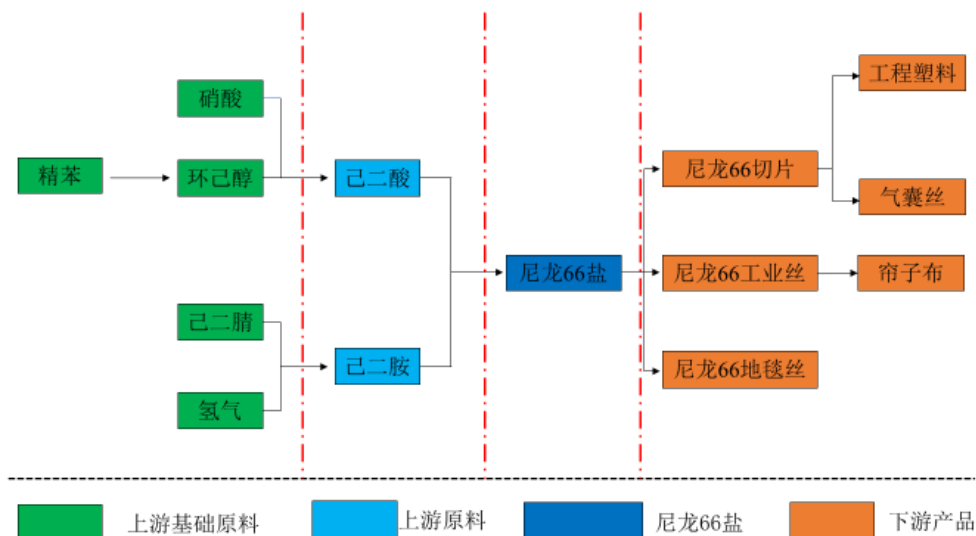 硝酸
精苯
环己醇
己二腈
氢气
己二酸
己二胺
尼龙66盐
尼龙66切片
尼龙66工业丝
尼龙66地毯丝
工程塑料
气囊丝
帘子布
上游基础原料
上游原料
尼龙66盐
下游产品